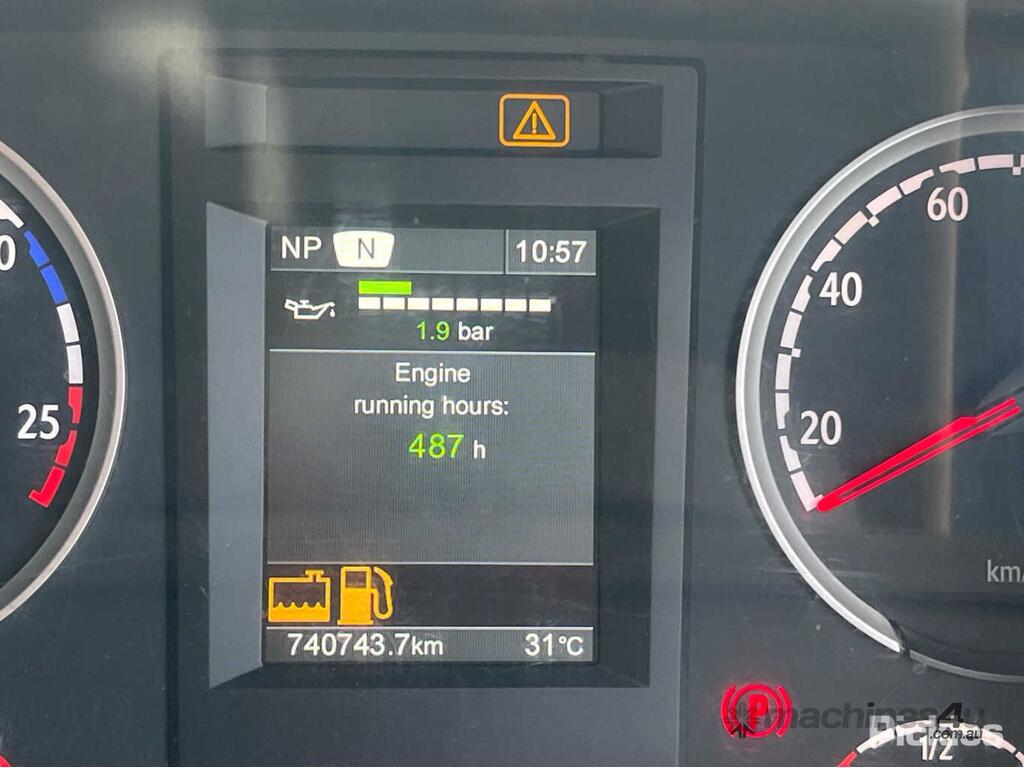 NP N 10:57
1.9 bar
Engine
running hours:
487 h
740743.7km 31°C
0
25
20
40
60
km/
P
1/2
machines4u
.com.au